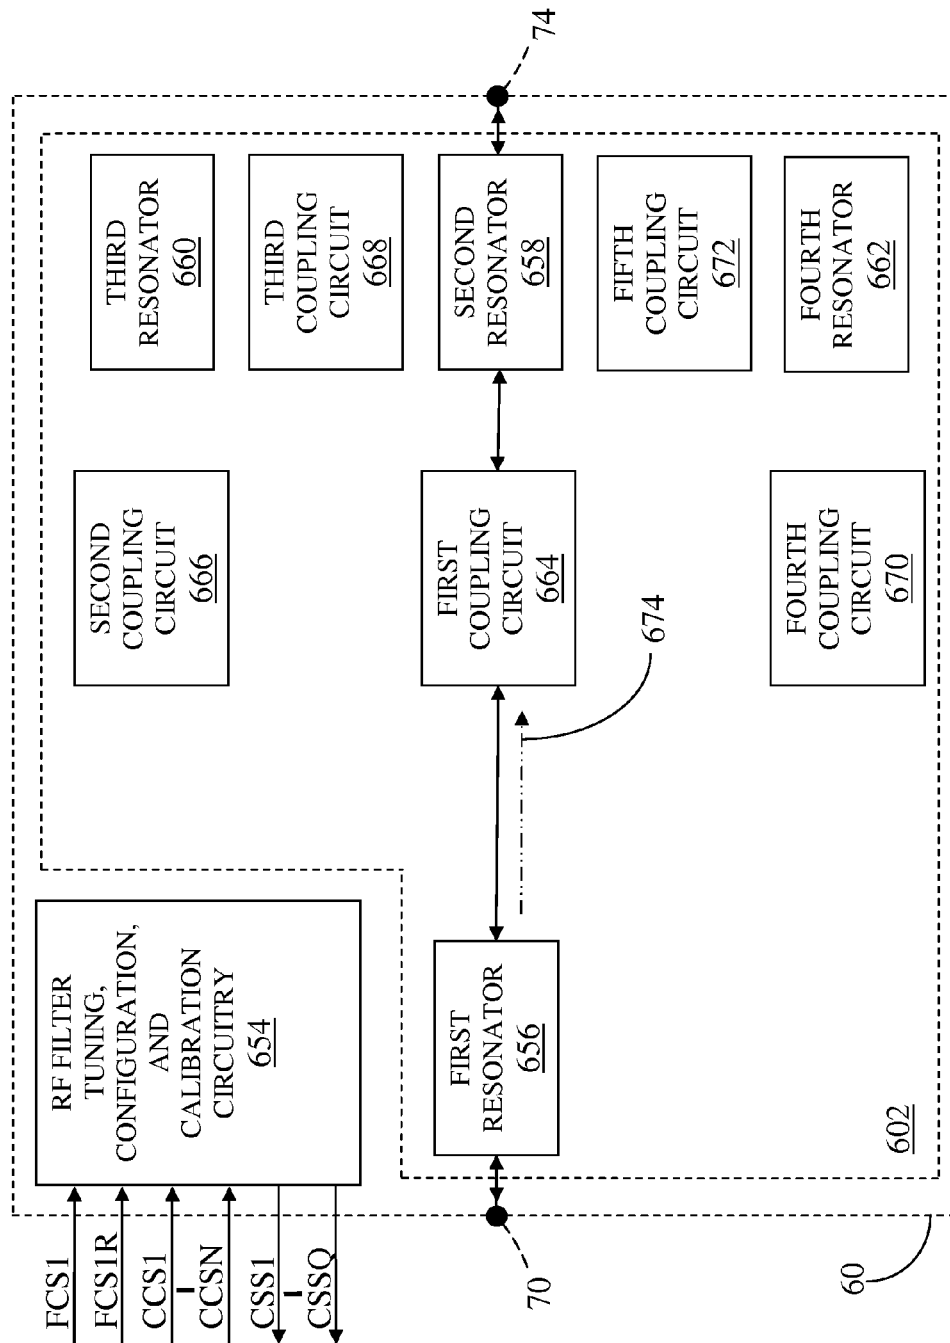 FCS1
FCS1R
CCS1
CCSN
CSS1
CSSQ
RF FILTER
TUNING,
CONFIGURATION,
AND
CALIBRATION
CIRCUITRY
654
SECOND
COUPLING
CIRCUIT
666
THIRD
RESONATOR
660
THIRD
COUPLING
CIRCUIT
668
70
FIRST
RESONATOR
656
FIRST
COUPLING
CIRCUIT
664
SECOND
RESONATOR
658
74
674
FIFTH
COUPLING
CIRCUIT
672
FOURTH
COUPLING
CIRCUIT
670
FOURTH
RESONATOR
662
602
60